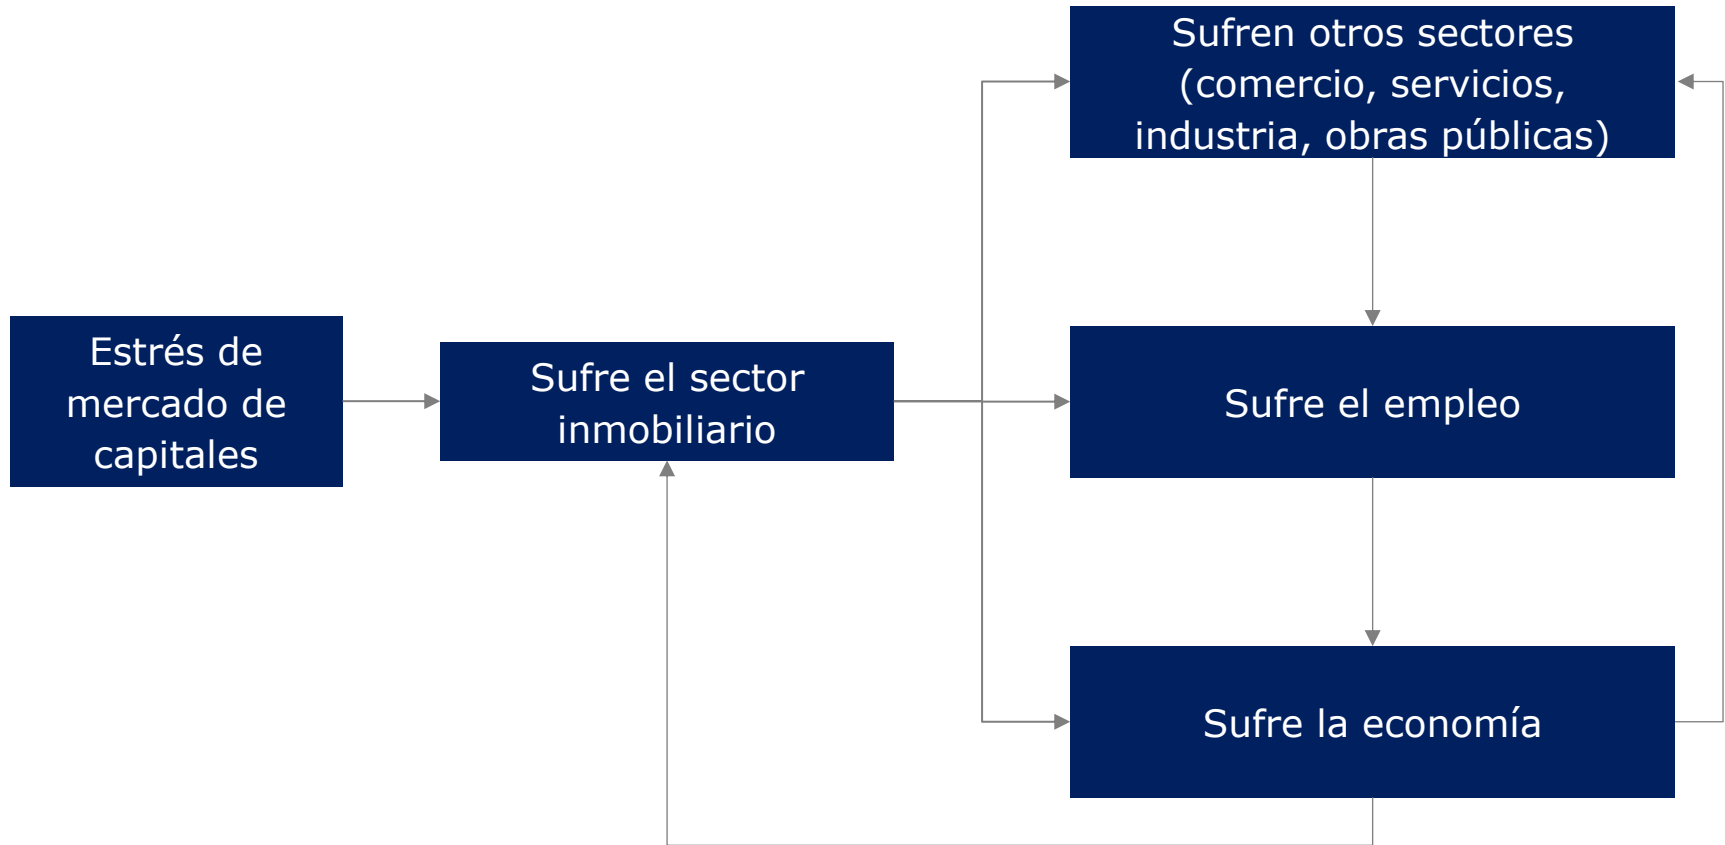 Sufren otros sectores
(comercio, servicios,
industria, obras públicas)
Estrés de
mercado de
capitales
Sufre el sector
inmobiliario
Sufre el empleo
Sufre la economía